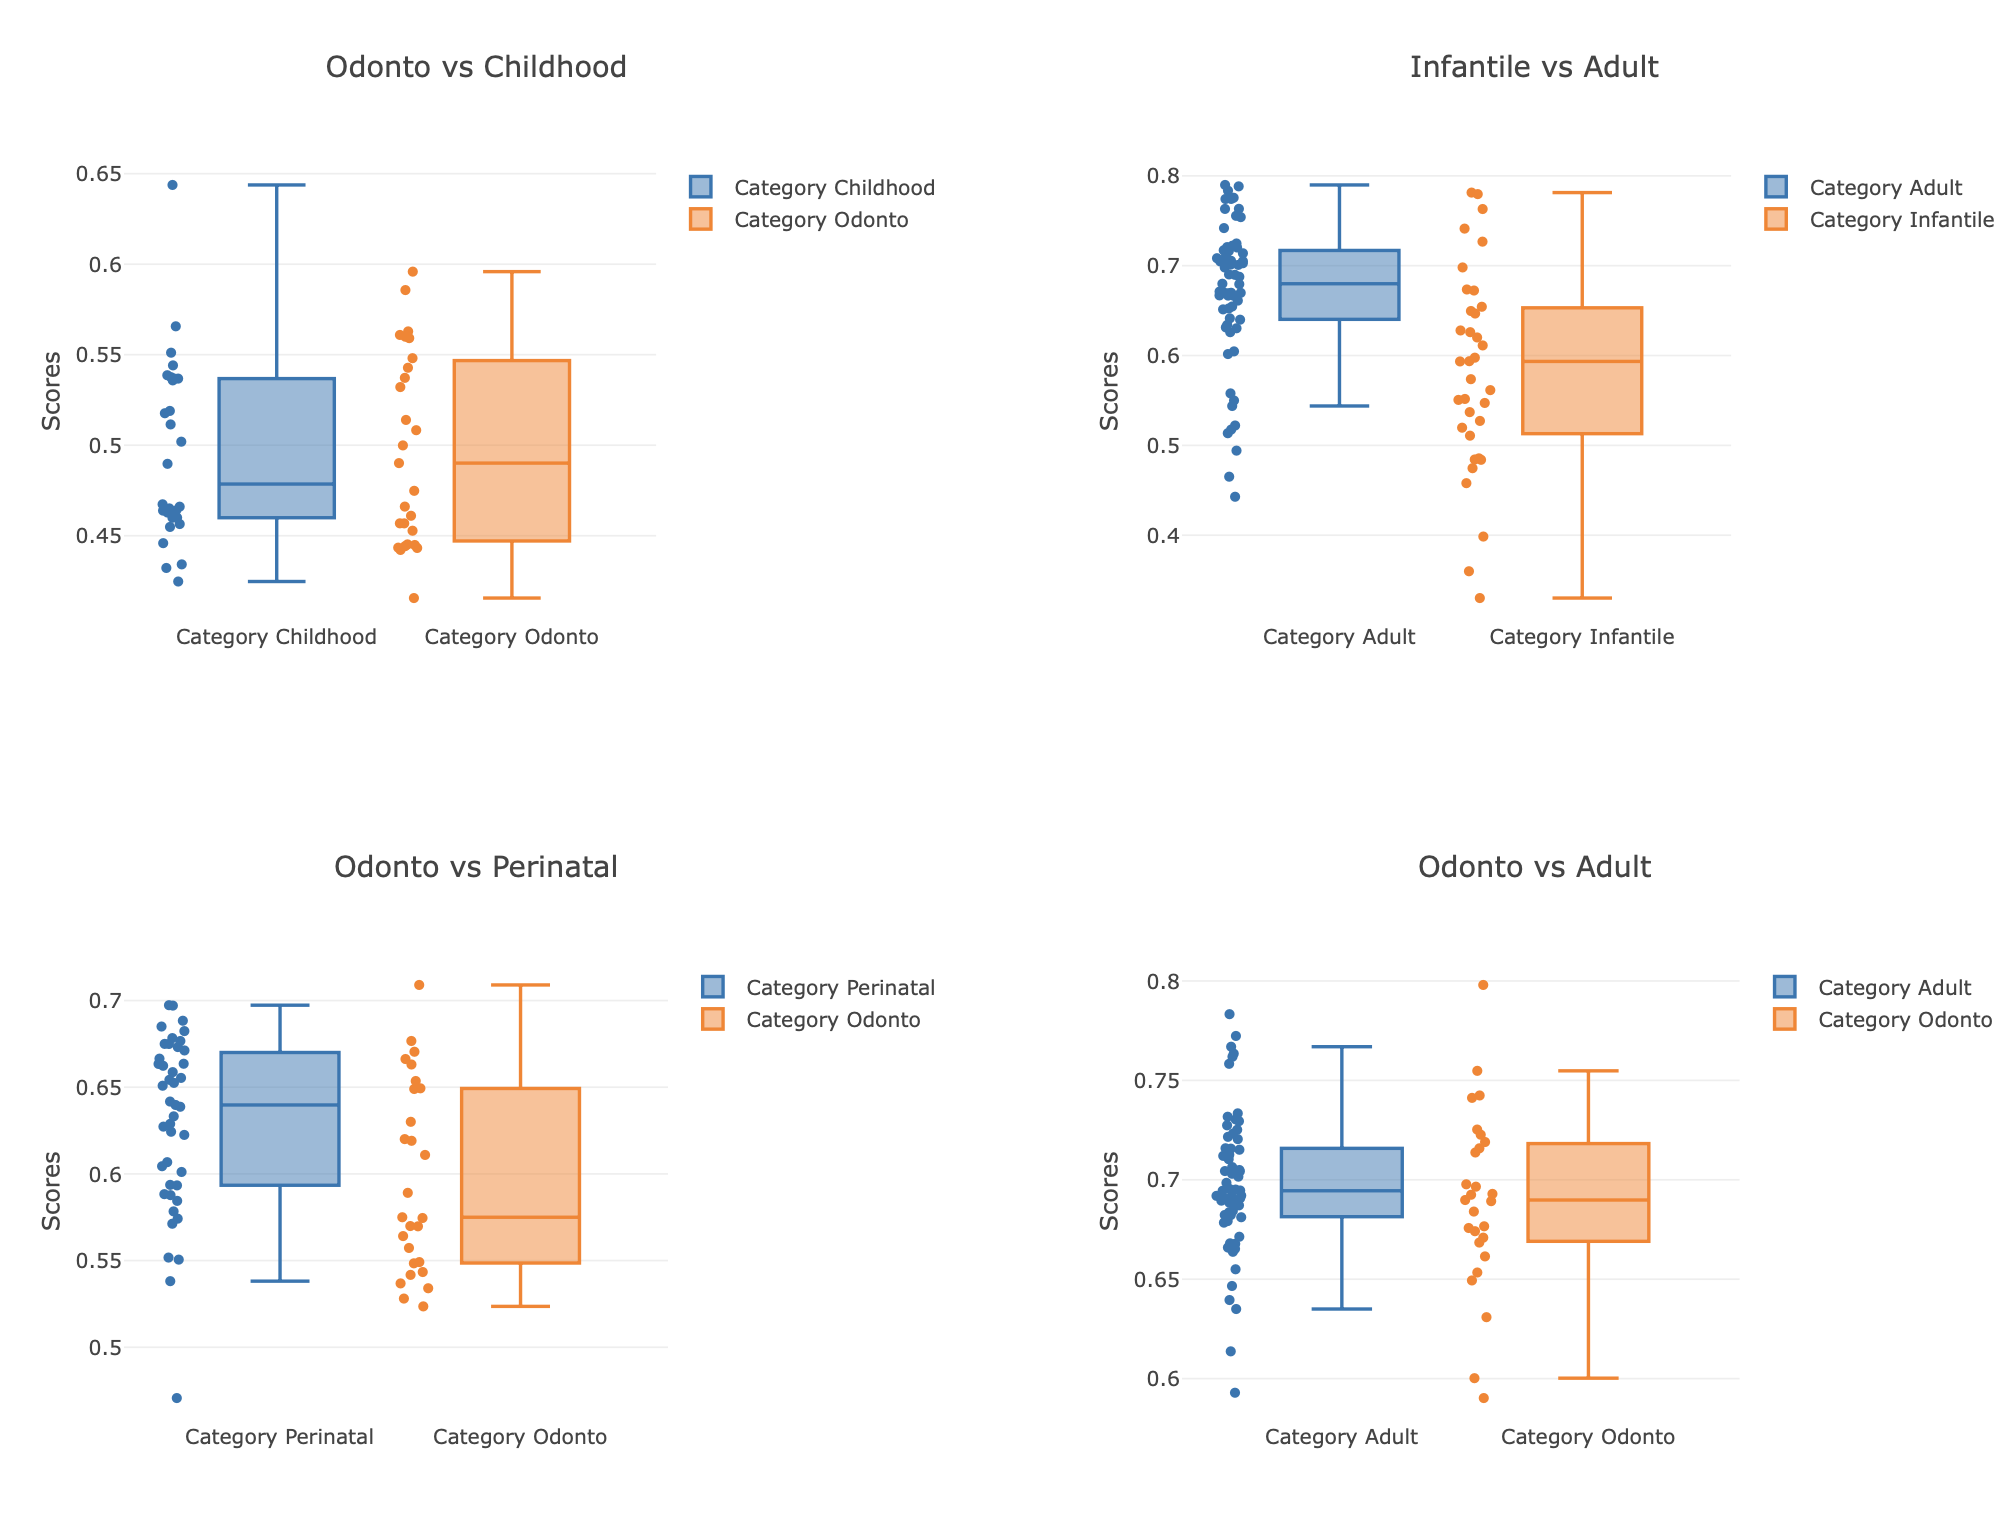 Odonto vs Childhood
Scores
0.65
0.6
0.55
0.5
0.45
Category Childhood
Category Odonto
Category Childhood
Category Odonto
Infantile vs Adult
Scores
0.8
0.7
0.6
0.5
0.4
Category Adult
Category Infantile
Category Adult
Category Infantile
Odonto vs Perinatal
Scores
0.7
0.65
0.6
0.55
0.5
Category Perinatal
Category Odonto
Category Perinatal
Category Odonto
Odonto vs Adult
Scores
0.8
0.75
0.7
0.65
0.6
Category Adult
Category Odonto
Category Adult
Category Odonto